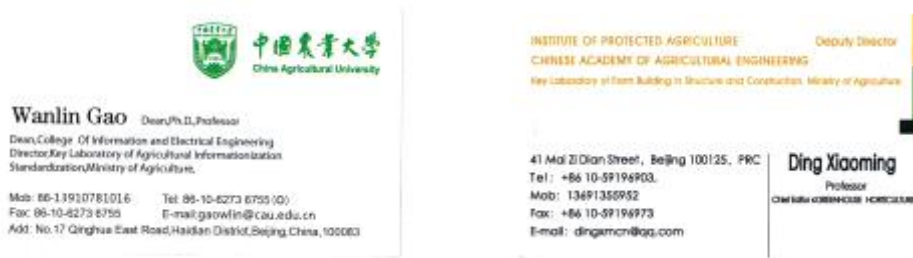 中国农业大学
China Agricultural University
Wanlin Gao Dean,Ph.D.,Professor
Dean,College Of Information and Electrical Engineering
Director,Key Laboratory of Agricultural Informationization
Standardization,Ministry of Agriculture,
Mob: 86-13910781016 Tel: 86-10-6273 6755 (O)
Fax: 86-10-6273 6755 E-mail:gaowlin@cau.edu.cn
Add: No.17 Qinghua East Road,Haidian District,Beijing,China,100083
INSTITUTE OF PROTECTED AGRICULTURE Deputy Director
CHINESE ACADEMY OF AGRICULTURAL ENGINEERING
Key Laboratory of Farm Building in Structure and Construction, Ministry of Agriculture
41 Mai Zi Dian Street, Beijing 100125, PRC
Tel: +86 10-59196903,
Mob: 13691355952
Fax: +86 10-59196973
E-mail: dingxmcn@qq.com
Ding Xiaoming
Professor
Chief Editor of GREENHOUSE HORTICULTURE